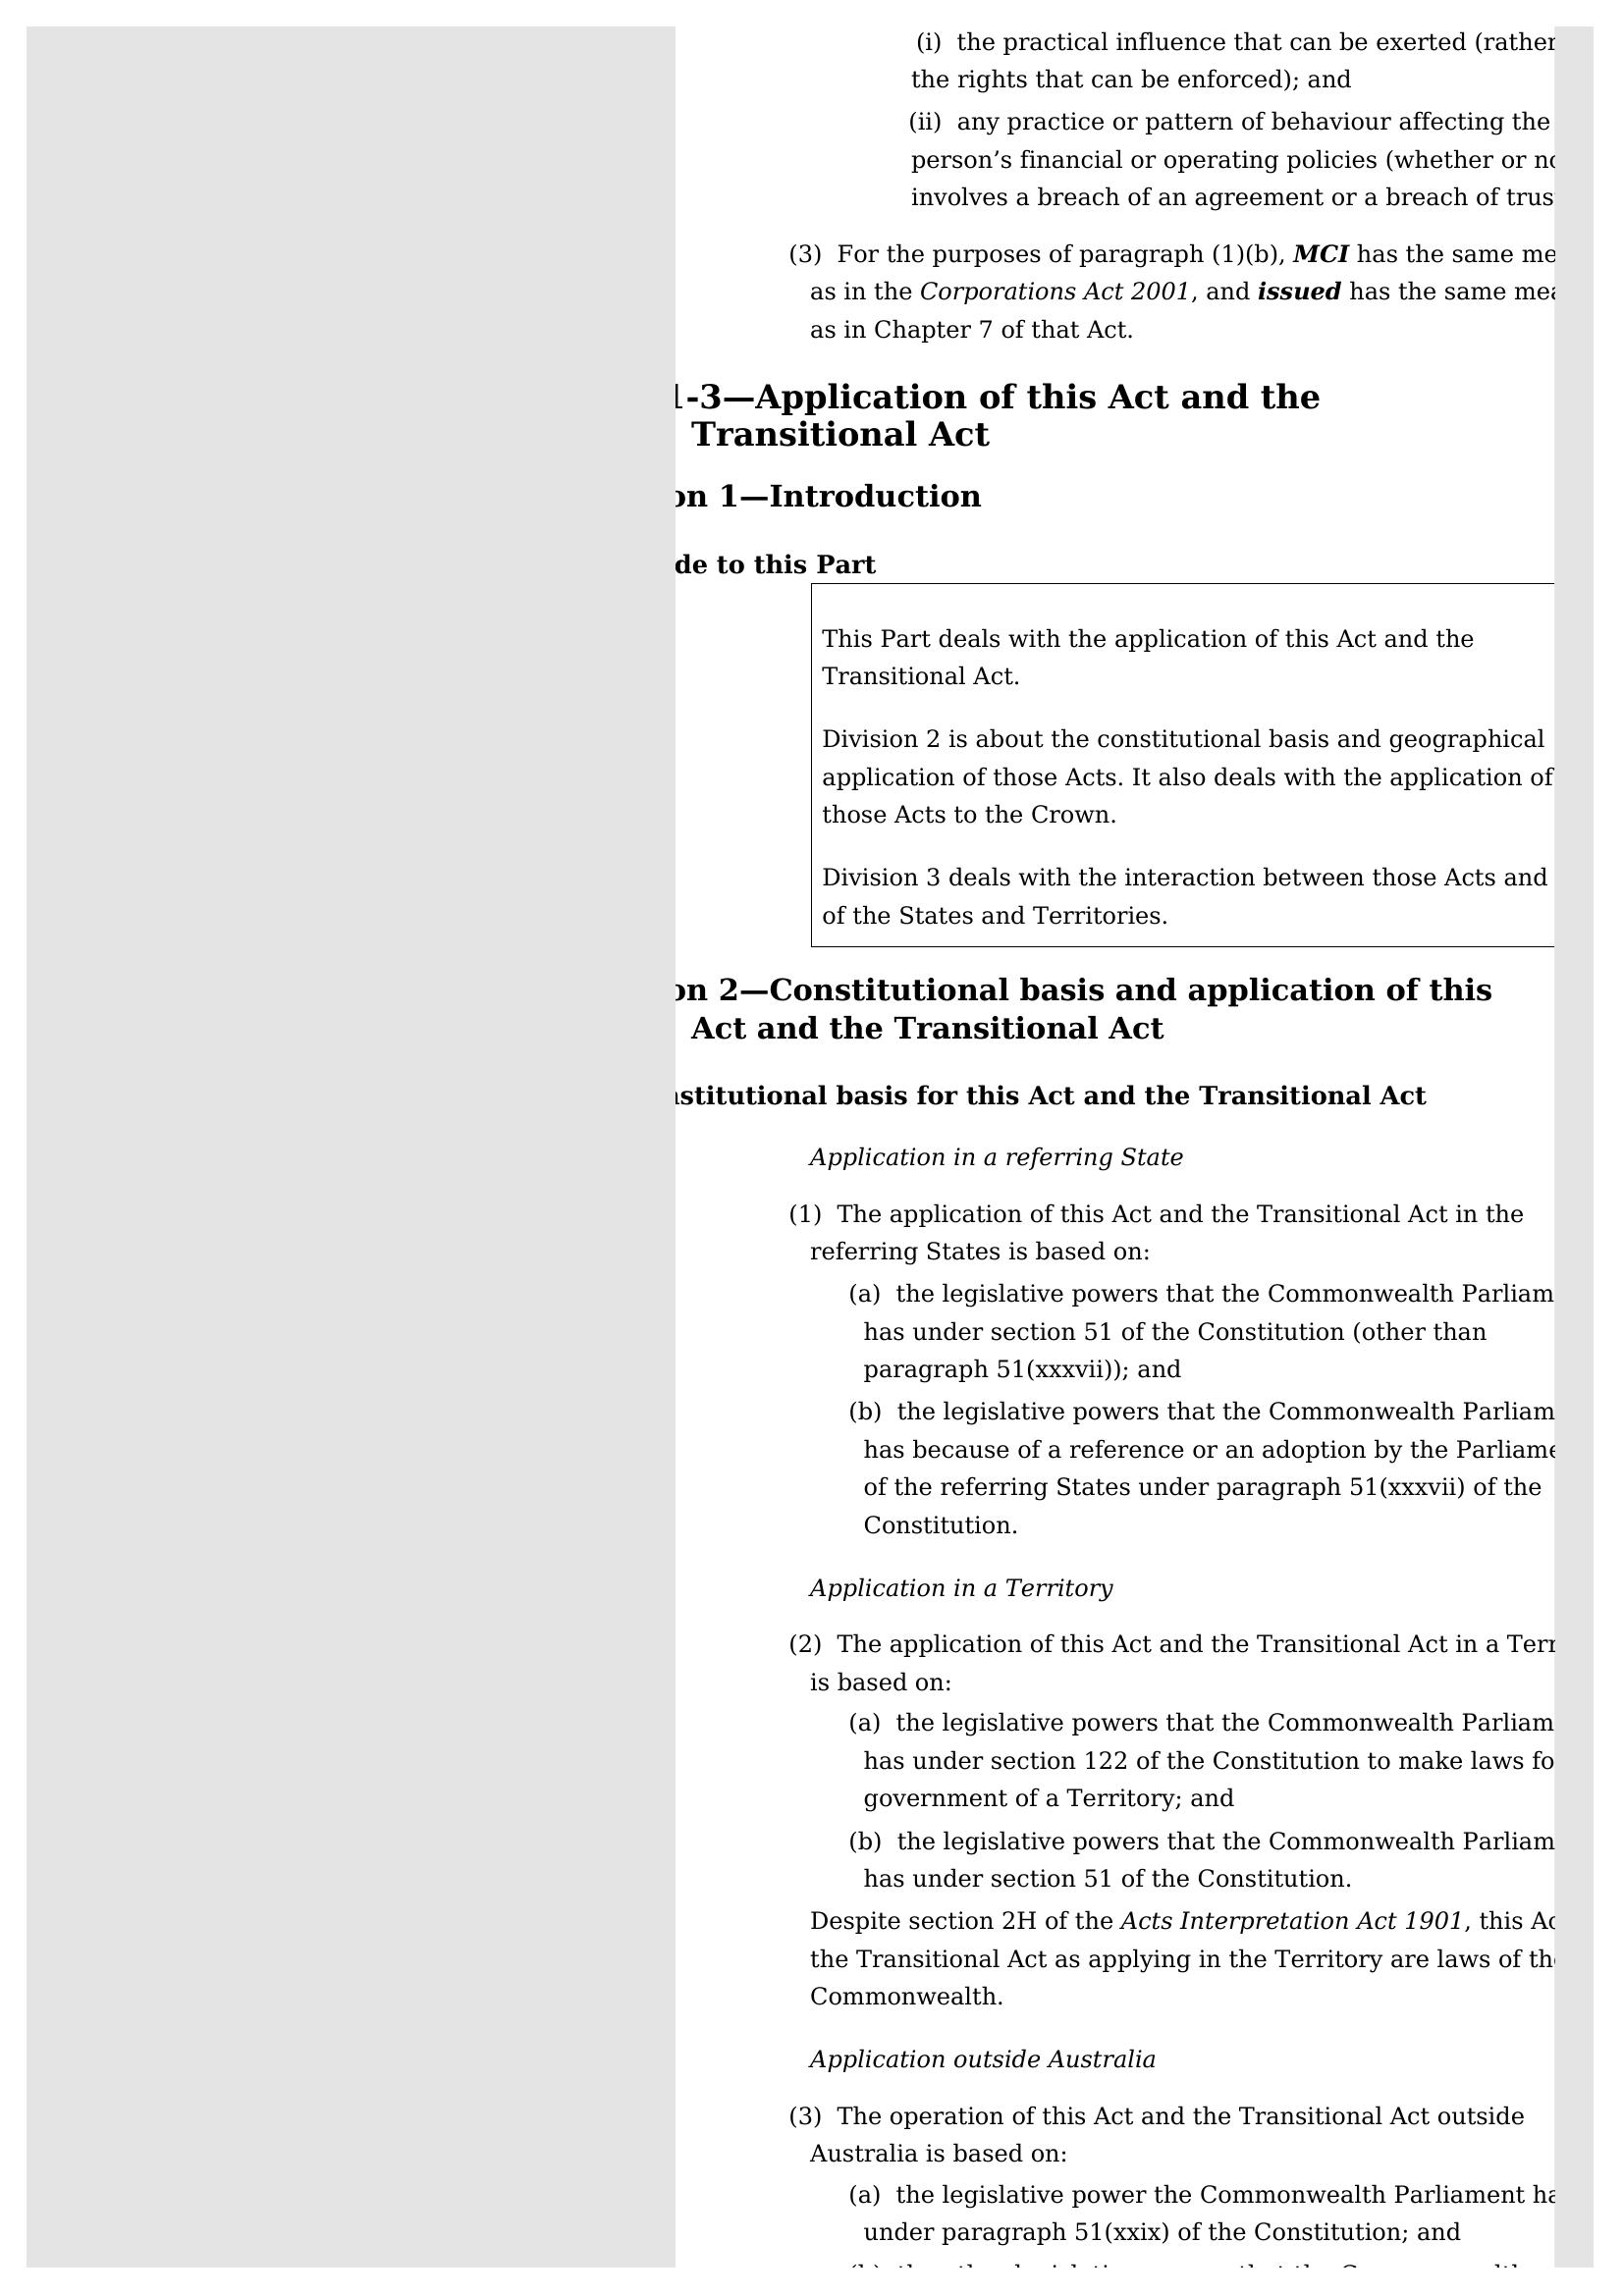 (i) the practical influence that can be exerted (rather
the rights that can be enforced); and
(ii) any practice or pattern of behaviour affecting the
person’s financial or operating policies (whether or
involves a breach of an agreement or a breach of
(3) For the purposes of paragraph (1)(b), MCI has the same
as in the Corporations Act 2001, and issued has the same
as in Chapter 7 of that Act.
1-3—Application of this Act and the
Transitional Act
on 1—Introduction
de to this Part
This Part deals with the application of this Act and the
Transitional Act.
Division 2 is about the constitutional basis and geographical
application of those Acts. It also deals with the application of
those Acts to the Crown.
Division 3 deals with the interaction between those Acts and
of the States and Territories.
on 2—Constitutional basis and application of this
Act and the Transitional Act
stitutional basis for this Act and the Transitional Act
Application in a referring State
(1) The application of this Act and the Transitional Act in the
referring States is based on:
(a) the legislative powers that the Commonwealth Parliam
has under section 51 of the Constitution (other than
paragraph 51(xxxvii)); and
(b) the legislative powers that the Commonwealth Parliam
has because of a reference or an adoption by the Parliame
of the referring States under paragraph 51(xxxvii) of the
Constitution.
Application in a Territory
(2) The application of this Act and the Transitional Act in a Terr
is based on:
(a) the legislative powers that the Commonwealth Parliam
has under section 122 of the Constitution to make laws fo
government of a Territory; and
(b) the legislative powers that the Commonwealth Parliam
has under section 51 of the Constitution.
Despite section 2H of the Acts Interpretation Act 1901, this Ac
the Transitional Act as applying in the Territory are laws of the
Commonwealth.
Application outside Australia
(3) The operation of this Act and the Transitional Act outside
Australia is based on:
(a) the legislative power the Commonwealth Parliament ha
under paragraph 51(xxix) of the Constitution; and